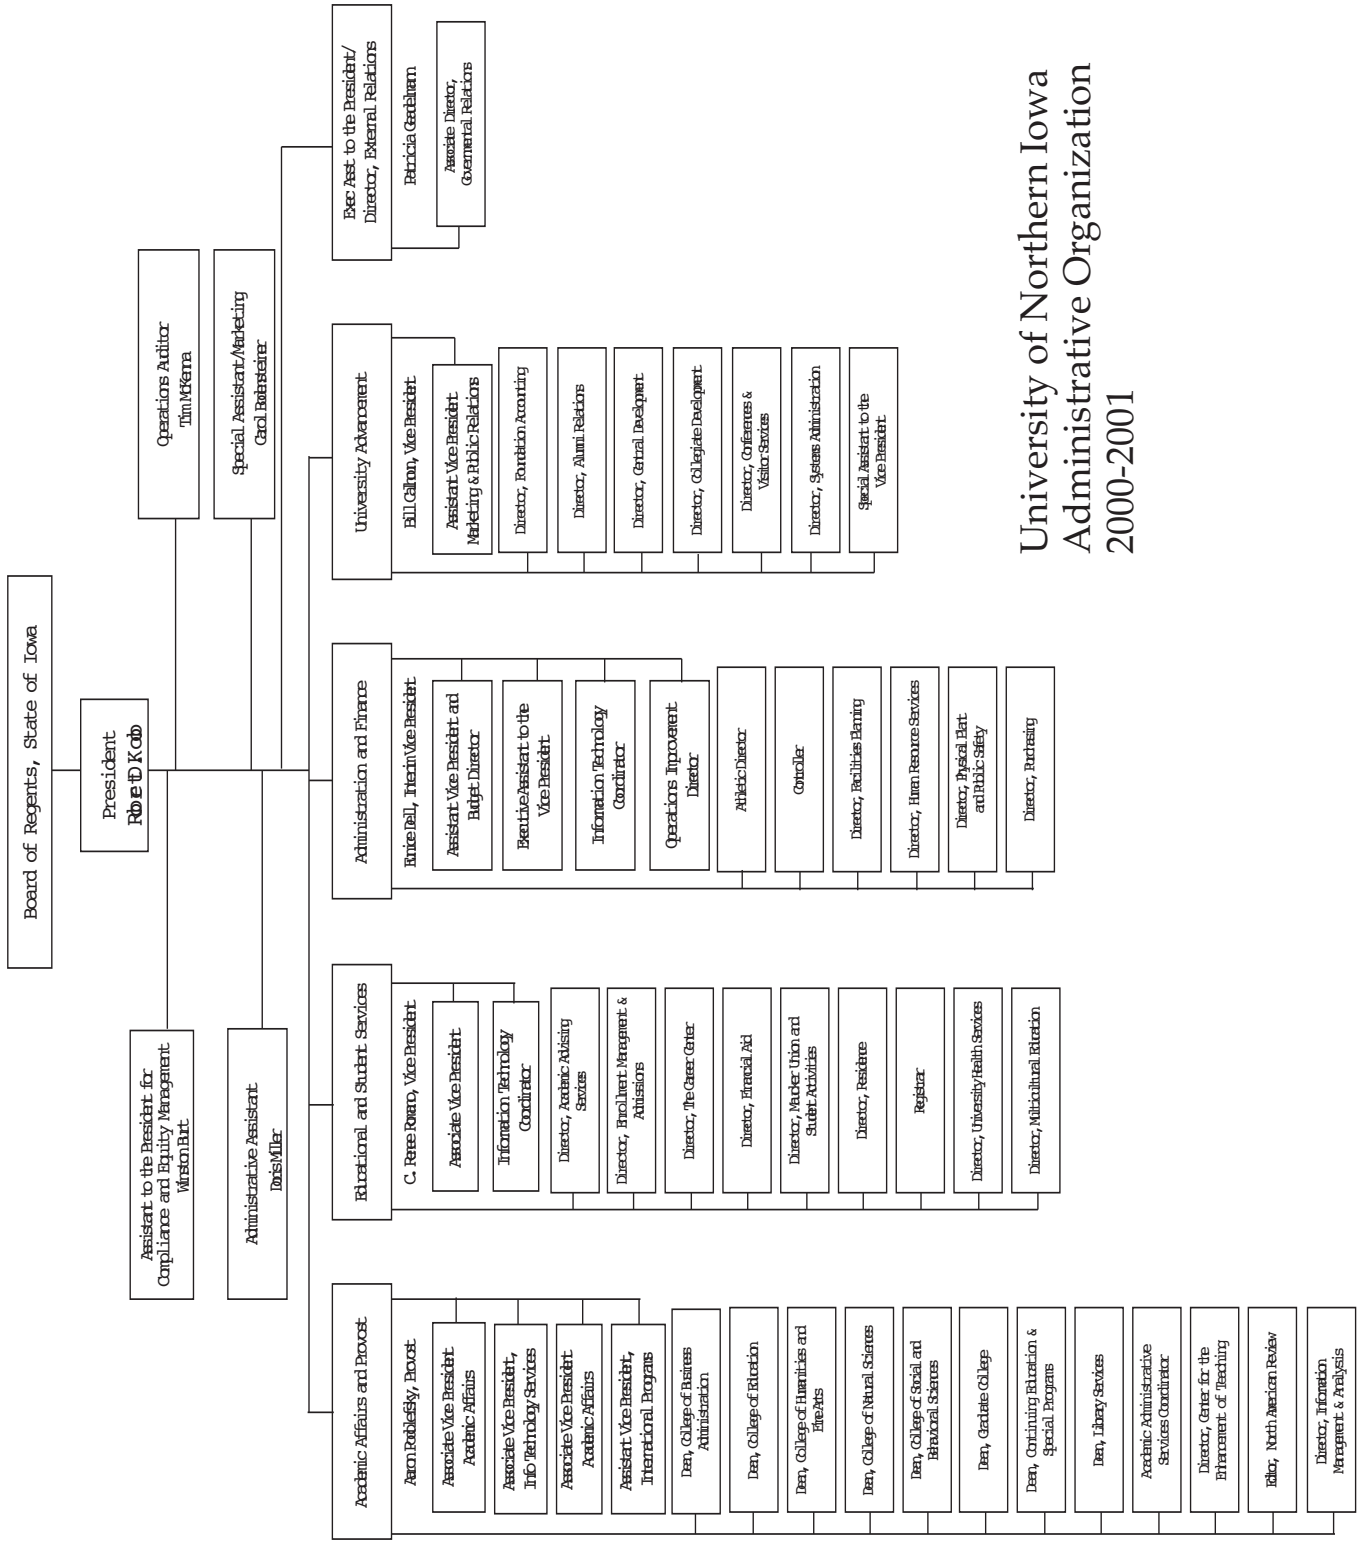 Board of Regents, State of Iowa
President
Robert D Koob
Assistant to the President for
Compliance and Equity Management
Winston Burt
Operations Auditor
Tim McKenna
Administrative Assistant
Doris Miller
Special Assistant/Marketing
Carol Bodensteiner
Academic Affairs and Provost
Aaron Podolefsky, Provost
Associate Vice President
Academic Affairs
Associate Vice President,
Info Technology Services
Associate Vice President
Academic Affairs
Assistant Vice President,
International Programs
Dean, College of Business
Administration
Dean, College of Education
Dean, College of Humanities and
Fine Arts
Dean, College of Natural Sciences
Dean, College of Social and
Behavioral Sciences
Dean, Graduate College
Dean, Continuing Education &
Special Programs
Dean, Library Services
Academic Administrative
Services Coordinator
Director, Center for the
Enhancement of Teaching
Editor, North American Review
Director, Information
Management & Analysis
Educational and Student Services
C. Renee Romano, Vice President
Associate Vice President
Information Technology
Coordinator
Director, Academic Advising
Services
Director, Enrollment Management &
Admissions
Director, The Career Center
Director, Financial Aid
Director, Maucker Union and
Student Activities
Director, Residence
Registrar
Director, University Health Services
Director, Multicultural Education
Administration and Finance
Eunice Dell, Interim Vice President
Assistant Vice President and
Budget Director
Executive Assistant to the
Vice President
Information Technology
Coordinator
Operations Improvement
Director
Athletic Director
Controller
Director, Facilities Planning
Director, Human Resource Services
Director, Physical Plant
and Public Safety
Director, Purchasing
University Advancement
Bill Calhoun, Vice President
Assistant Vice President
Marketing & Public Relations
Director, Foundation Accounting
Director, Alumni Relations
Director, Central Development
Director, Collegiate Development
Director, Conferences &
Visitor Services
Director, Systems Administration
Special Assistant to the
Vice President
Exec Asst to the President/
Director, External Relations
Patricia Geadelmann
Associate Director,
Governmental Relations
University of Northern Iowa
Administrative Organization
2000-2001